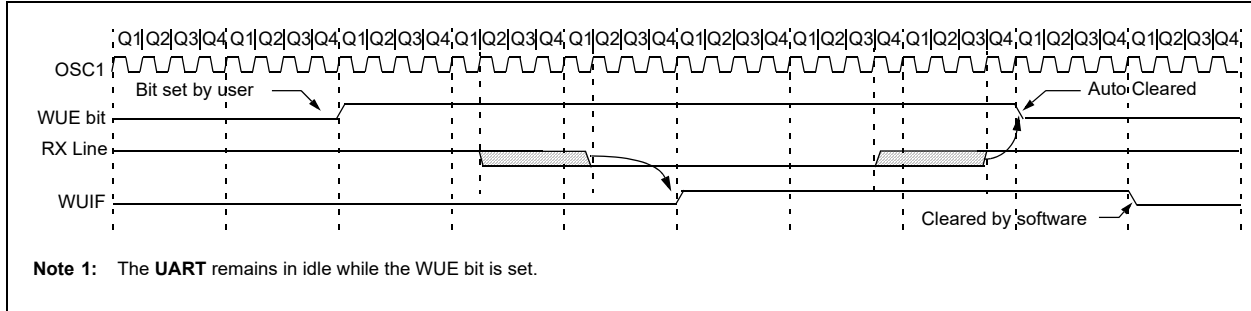 Q1 Q2 Q3 Q4 Q1 Q2 Q3 Q4 Q1 Q2 Q3 Q4 Q1 Q2 Q3 Q4 Q1 Q2 Q3 Q4 Q1 Q2 Q3 Q4 Q1 Q2 Q3 Q4 Q1 Q2 Q3 Q4 Q1 Q2 Q3 Q4 Q1 Q2 Q3 Q4
OSC1
Bit set by user
Auto Cleared
WUE bit
RX Line
WUIF
Cleared by software
Note 1: The UART remains in idle while the WUE bit is set.